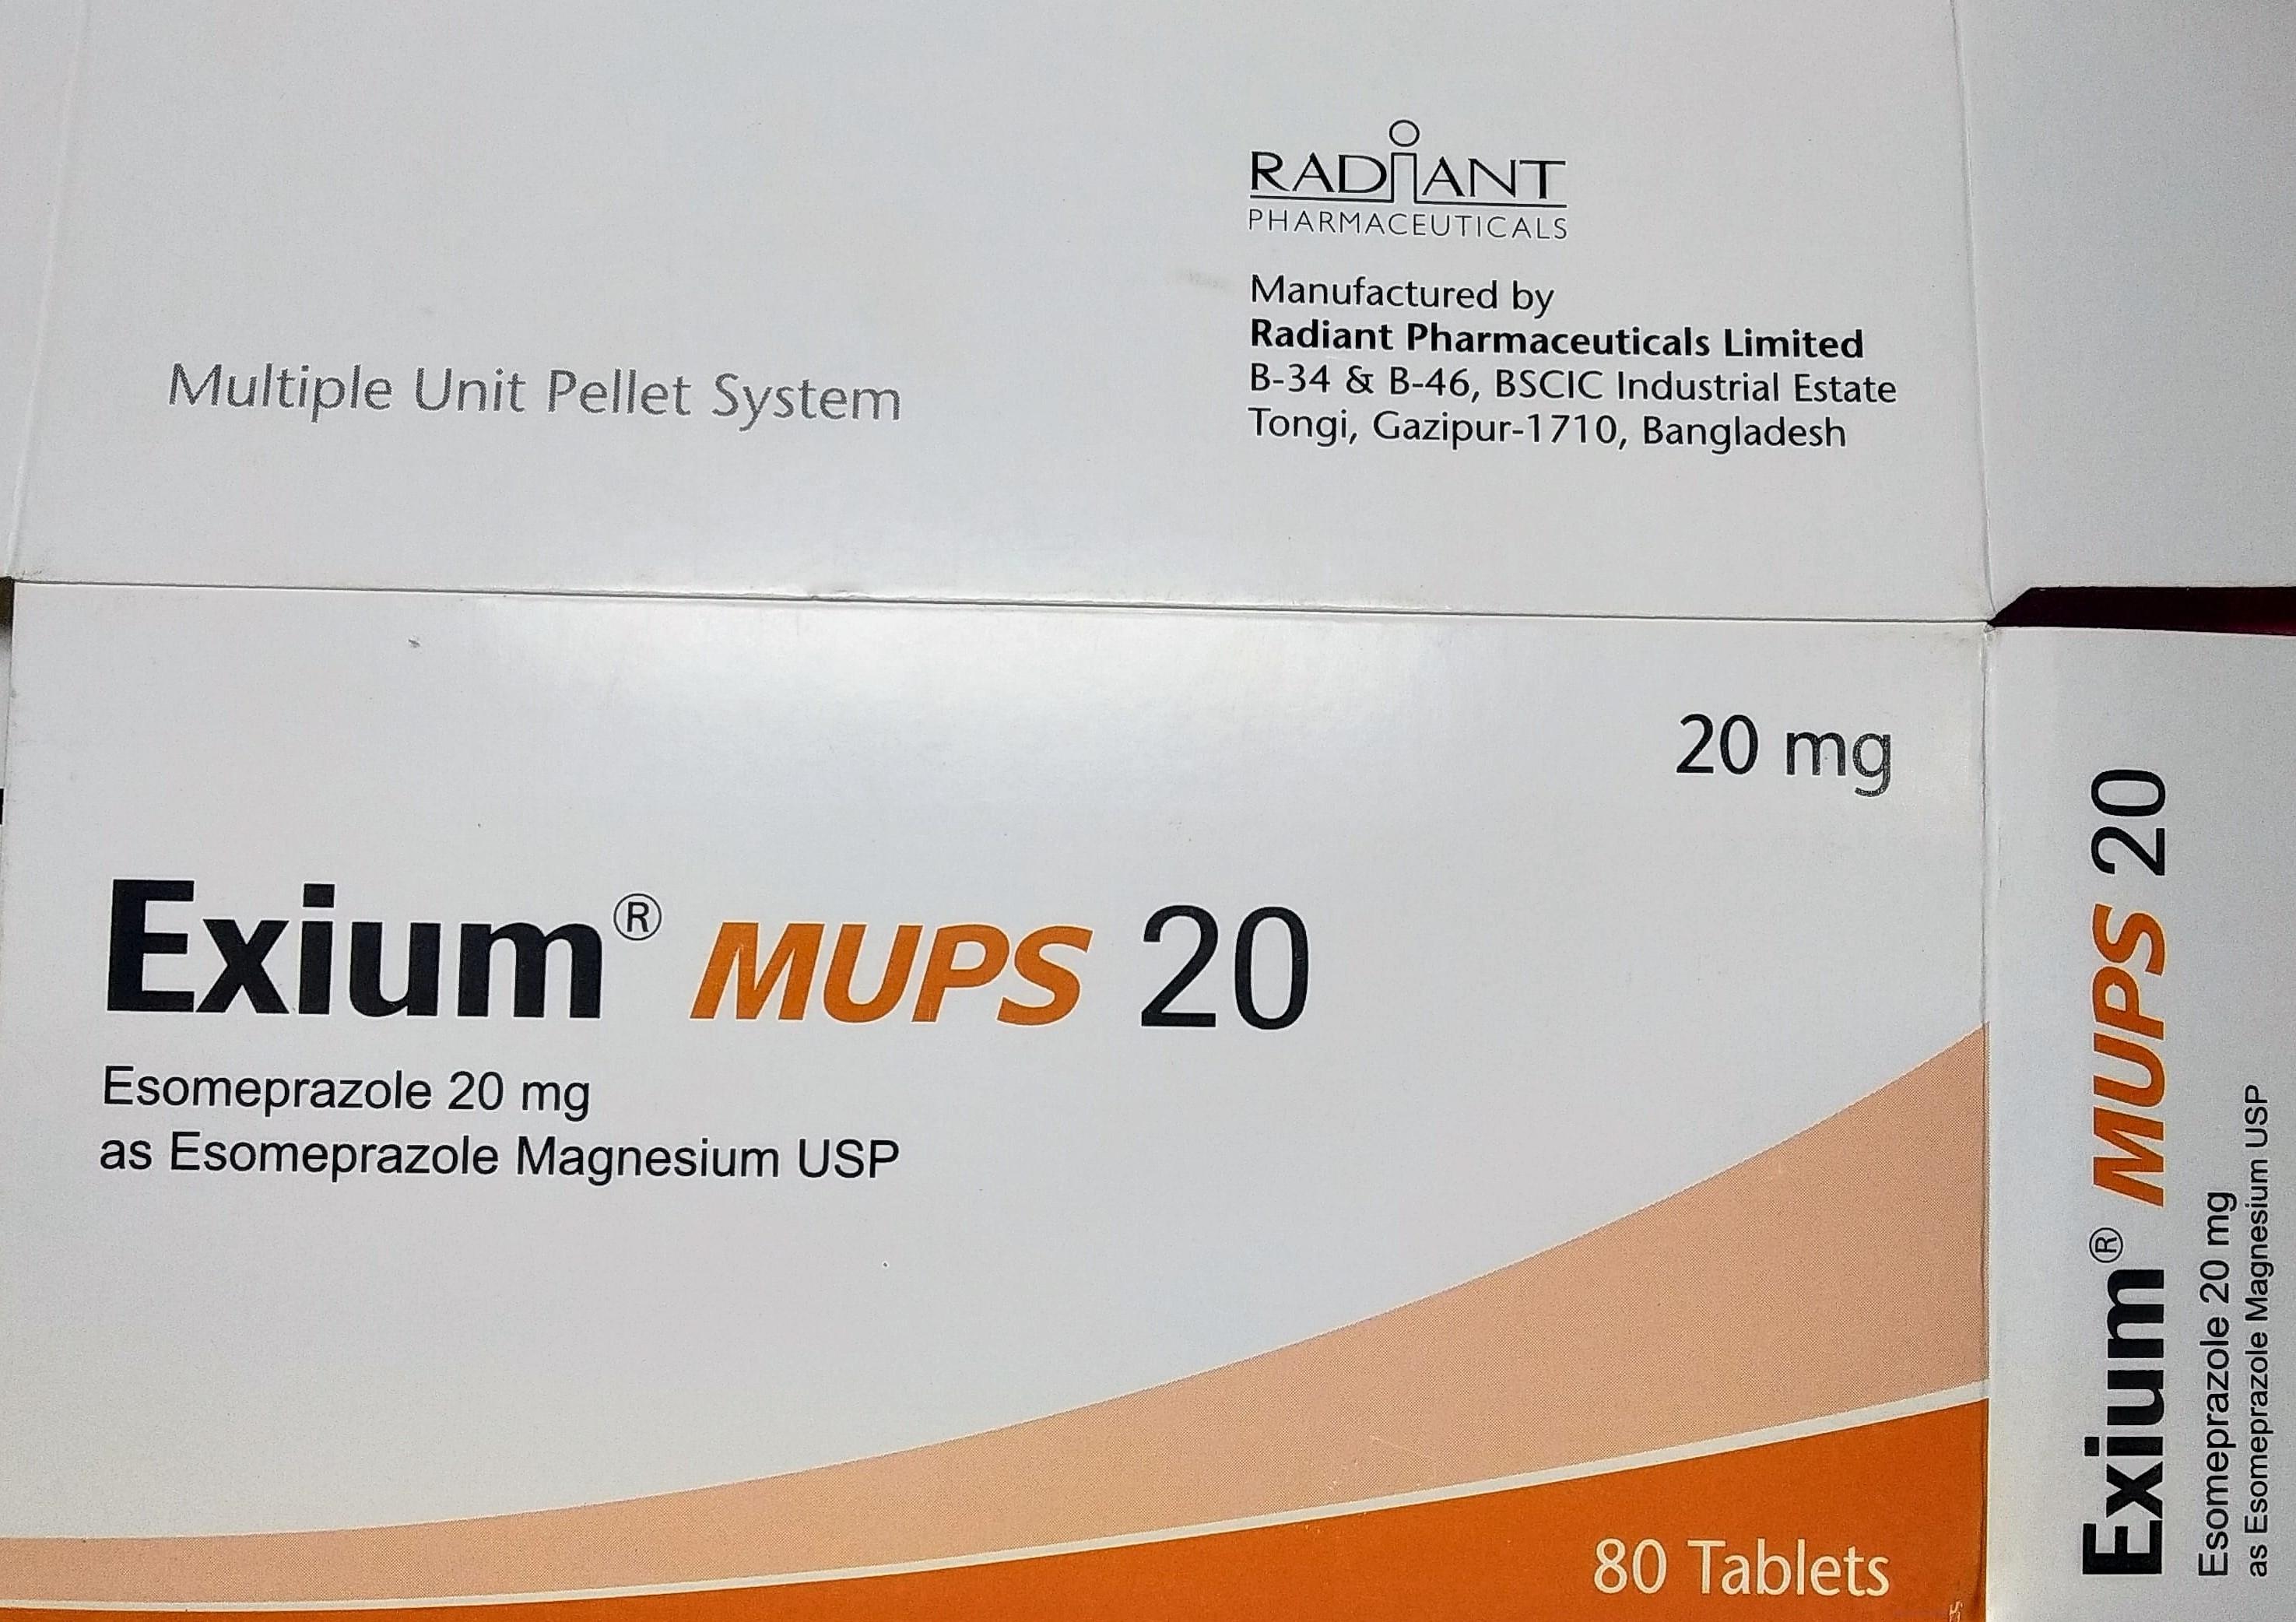 RADiANT
PHARMACEUTICALS
Manufactured by
Radiant Pharmaceuticals Limited
B-34 & B-46, BSCIC Industrial Estate
Tongi, Gazipur-1710, Bangladesh
Multiple Unit Pellet System
20 mg
Exium® MUPS 20
Esomeprazole 20 mg
as Esomeprazole Magnesium USP
80 Tablets
Exium® MUPS 20
Esomeprazole 20 mg
as Esomeprazole Magnesium USP